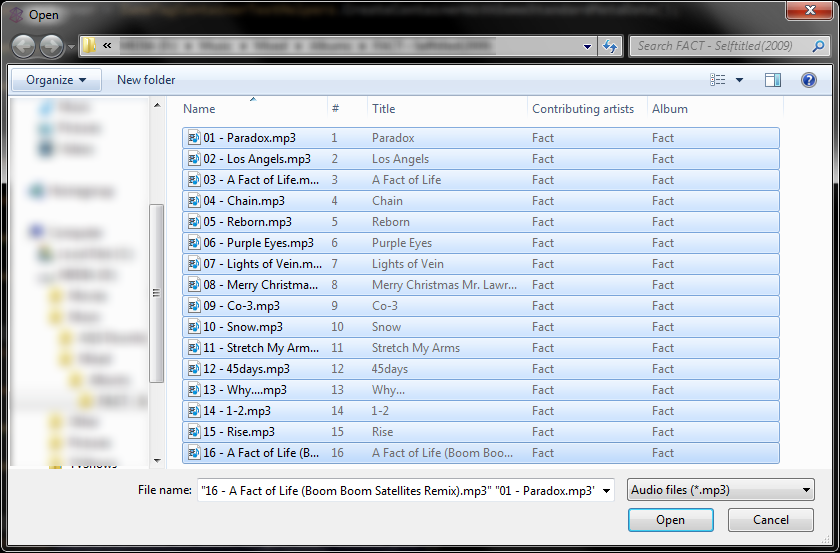 Open
« FACT - Selftitled(2009)
Search FACT - Selftitled(2009)
Organize New folder
Name # Title Contributing artists Album
01 - Paradox.mp3 1 Paradox Fact Fact
02 - Los Angels.mp3 2 Los Angels Fact Fact
03 - A Fact of Life.m... 3 A Fact of Life Fact Fact
04 - Chain.mp3 4 Chain Fact Fact
05 - Reborn.mp3 5 Reborn Fact Fact
06 - Purple Eyes.mp3 6 Purple Eyes Fact Fact
07 - Lights of Vein.m... 7 Lights of Vein Fact Fact
08 - Merry Christma... 8 Merry Christmas Mr. Lawr... Fact Fact
09 - Co-3.mp3 9 Co-3 Fact Fact
10 - Snow.mp3 10 Snow Fact Fact
11 - Stretch My Arm... 11 Stretch My Arms Fact Fact
12 - 45days.mp3 12 45days Fact Fact
13 - Why....mp3 13 Why... Fact Fact
14 - 1-2.mp3 14 1-2 Fact Fact
15 - Rise.mp3 15 Rise Fact Fact
16 - A Fact of Life (B... 16 A Fact of Life (Boom Boo... Fact Fact
TVShows
File name: "16 - A Fact of Life (Boom Boom Satellites Remix).mp3" "01 - Paradox.mp3" Audio files (*.mp3)
Open Cancel